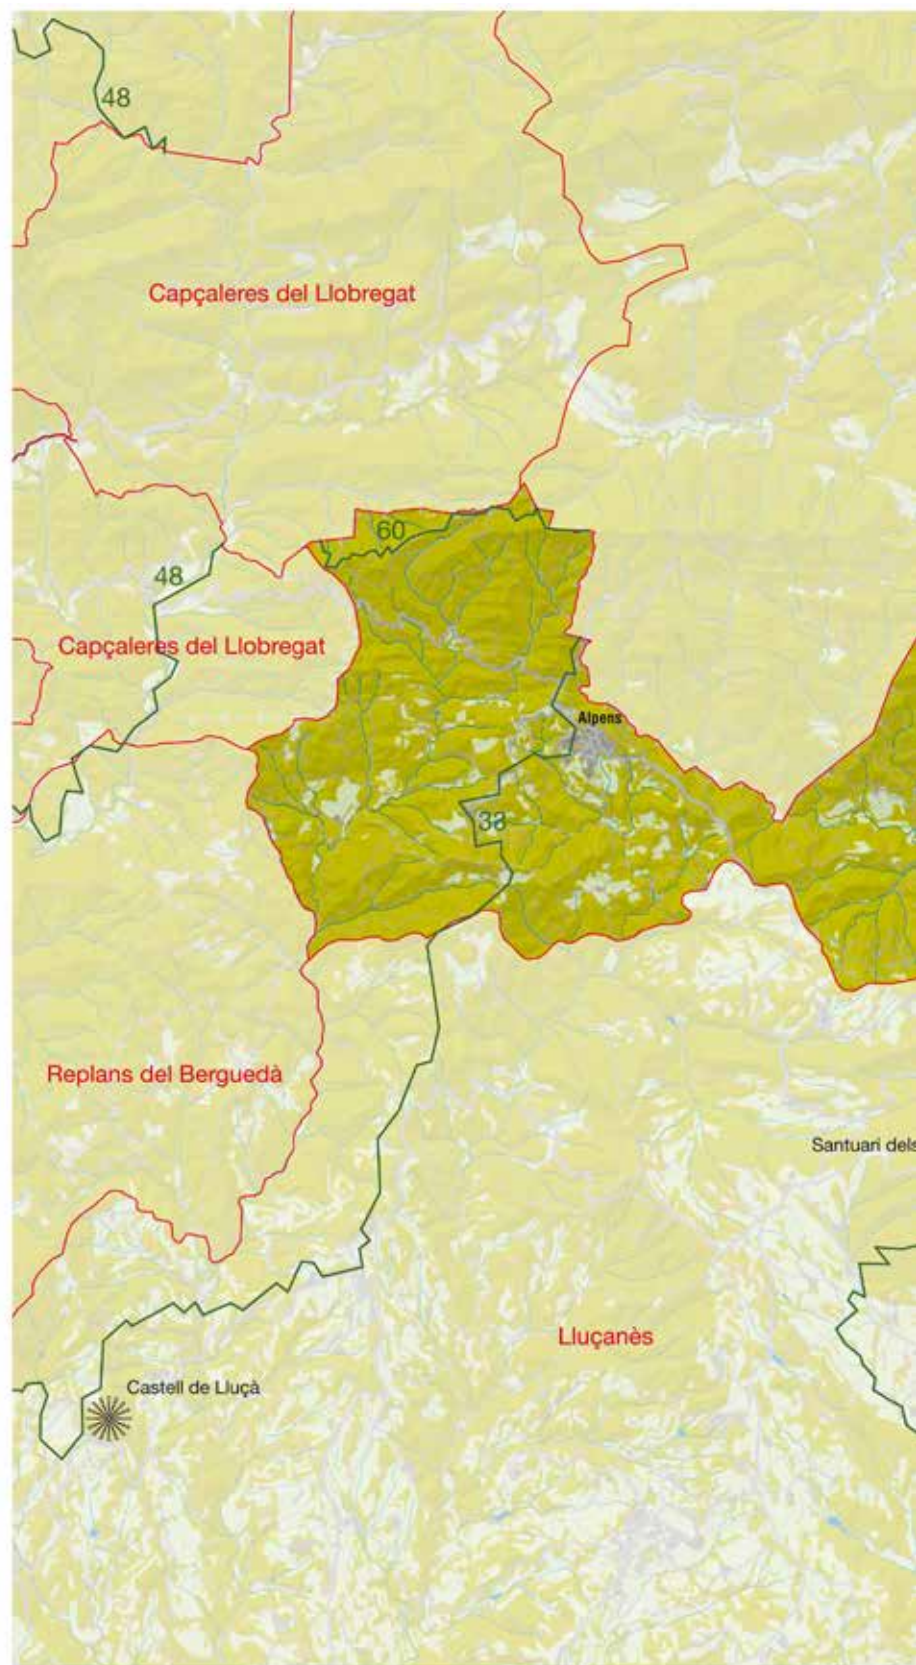 48
Capçaleres del Llobregat
60
48
Capçaleres del Llobregat
Alpens
33
Replans del Berguedà
Santuari dels
Lluçanès
Castell de Lluçà